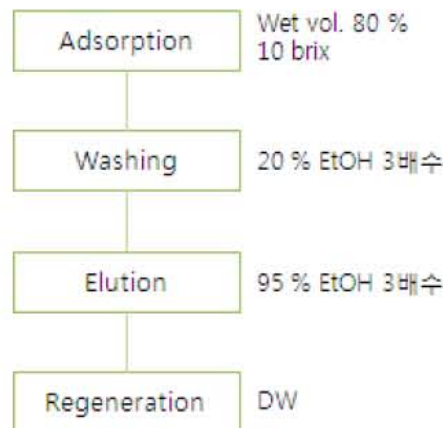 Adsorption
Wet vol. 80 %
10 brix
Washing
20 % EtOH 3배수
Elution
95 % EtOH 3배수
Regeneration
DW